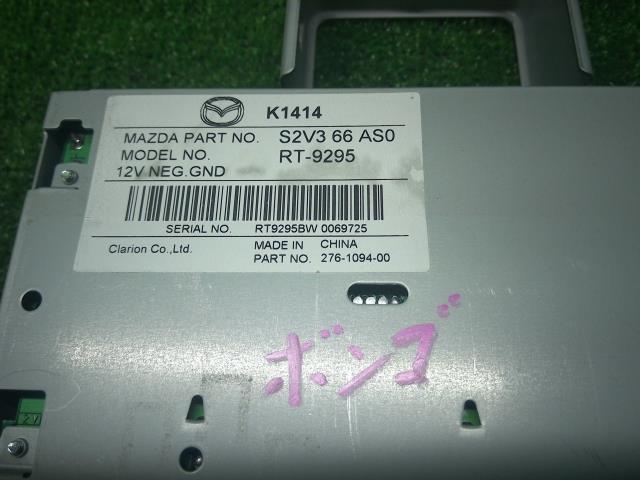 K1414
MAZDA PART NO. S2V3 66 AS0
MODEL NO. RT-9295
12V NEG.GND
SERIAL NO. RT9295BW 0069725
Clarion Co.,Ltd. MADE IN CHINA
PART NO. 276-1094-00
ボンゴ